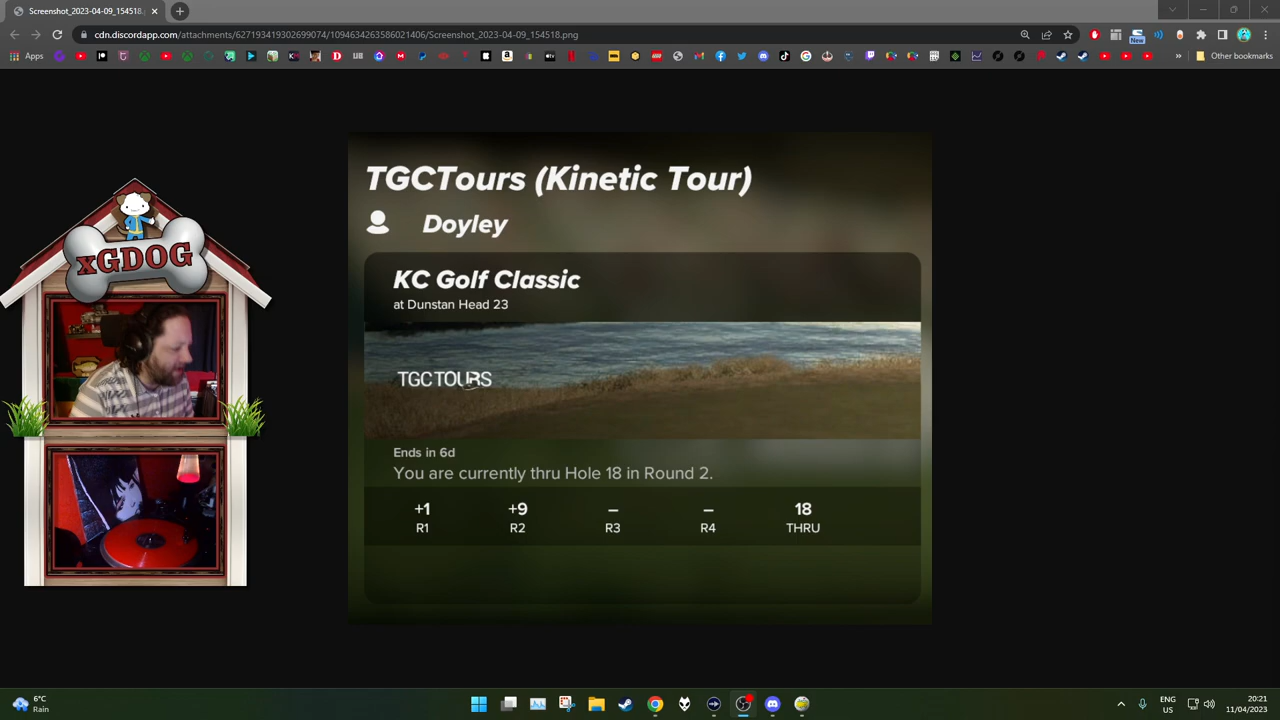 Screenshot_2023-04-09_154518.p
cdn.discordapp.com/attachments/627193419302699074/1094634263586021406/Screenshot_2023-04-09_154518.png
New
Apps
Other bookmarks
TGCTours (Kinetic Tour)
Doyley
KC Golf Classic
at Dunstan Head 23
TGCTOURS
Ends in 6d
You are currently thru Hole 18 in Round 2.
+1 +9 – – 18
R1 R2 R3 R4 THRU
xGDOG
6°C
Rain
ENG
US
20:21
11/04/2023